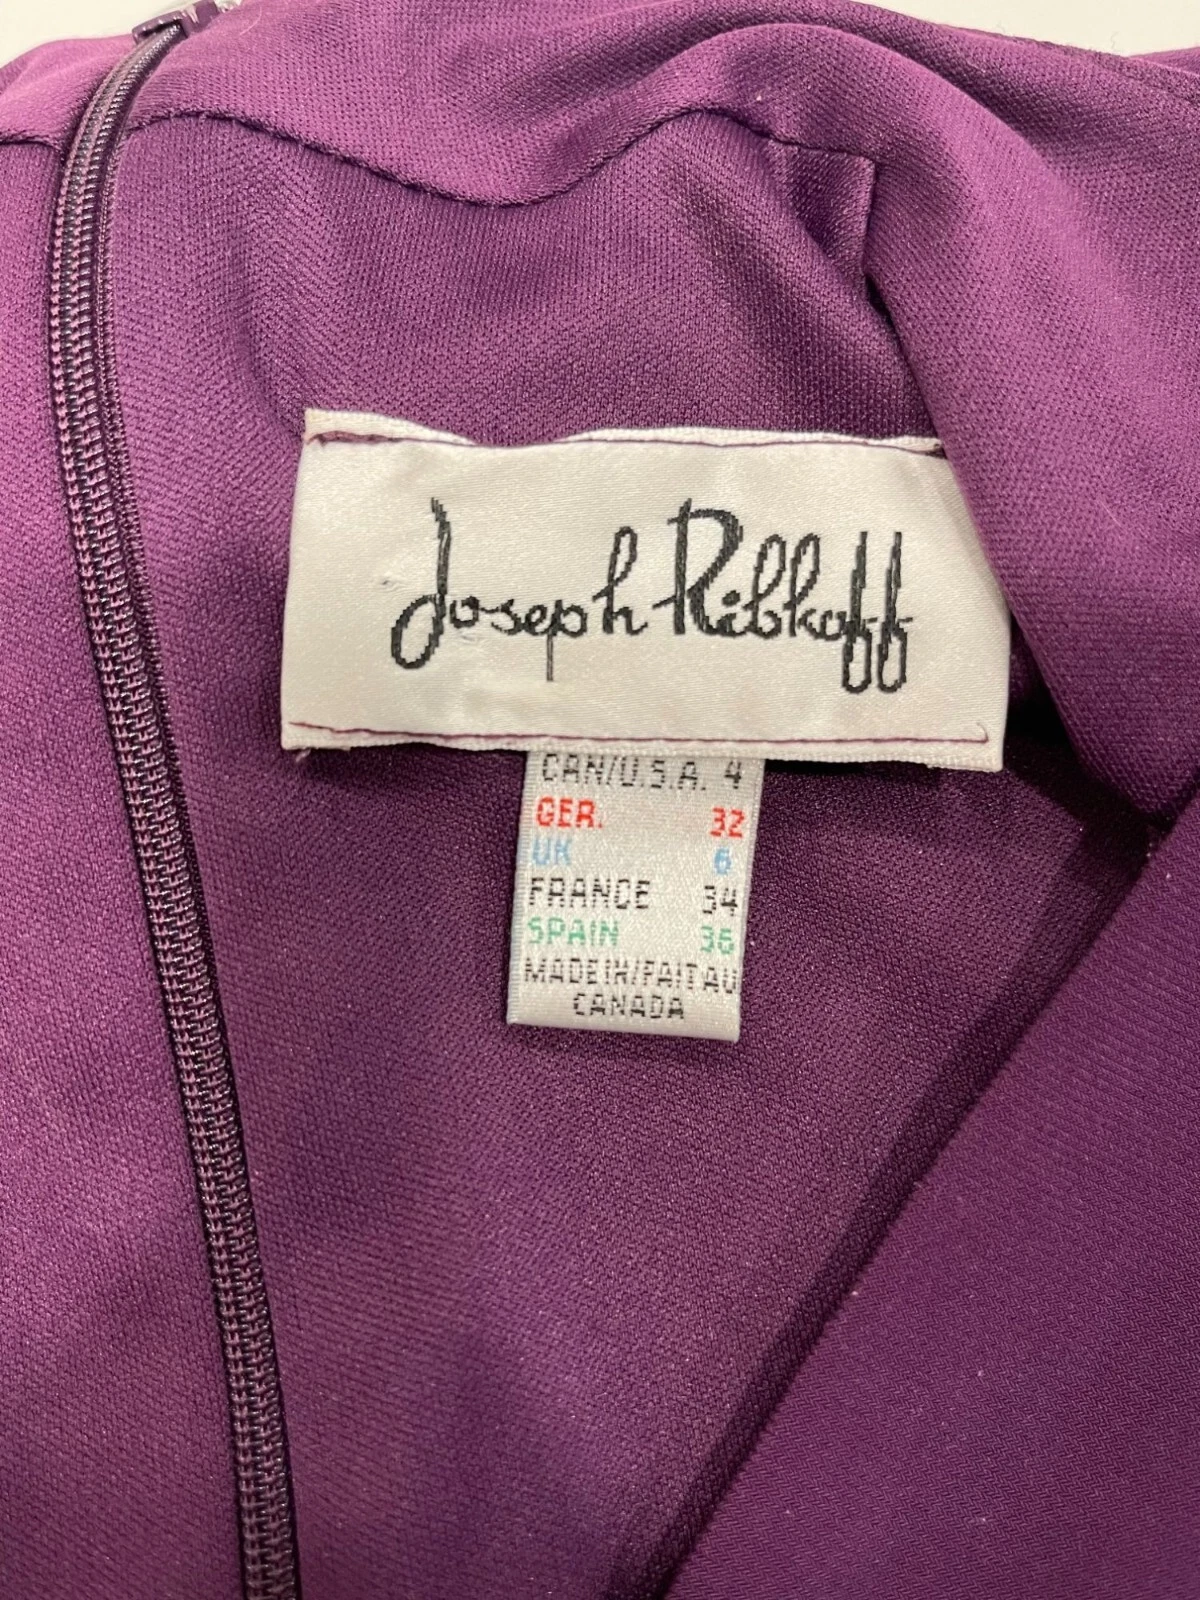 Joseph Ribkoff
CAN/U.S.A. 4
GER. 32
UK 6
FRANCE 34
SPAIN 36
MADE IN/FAIT AU
CANADA